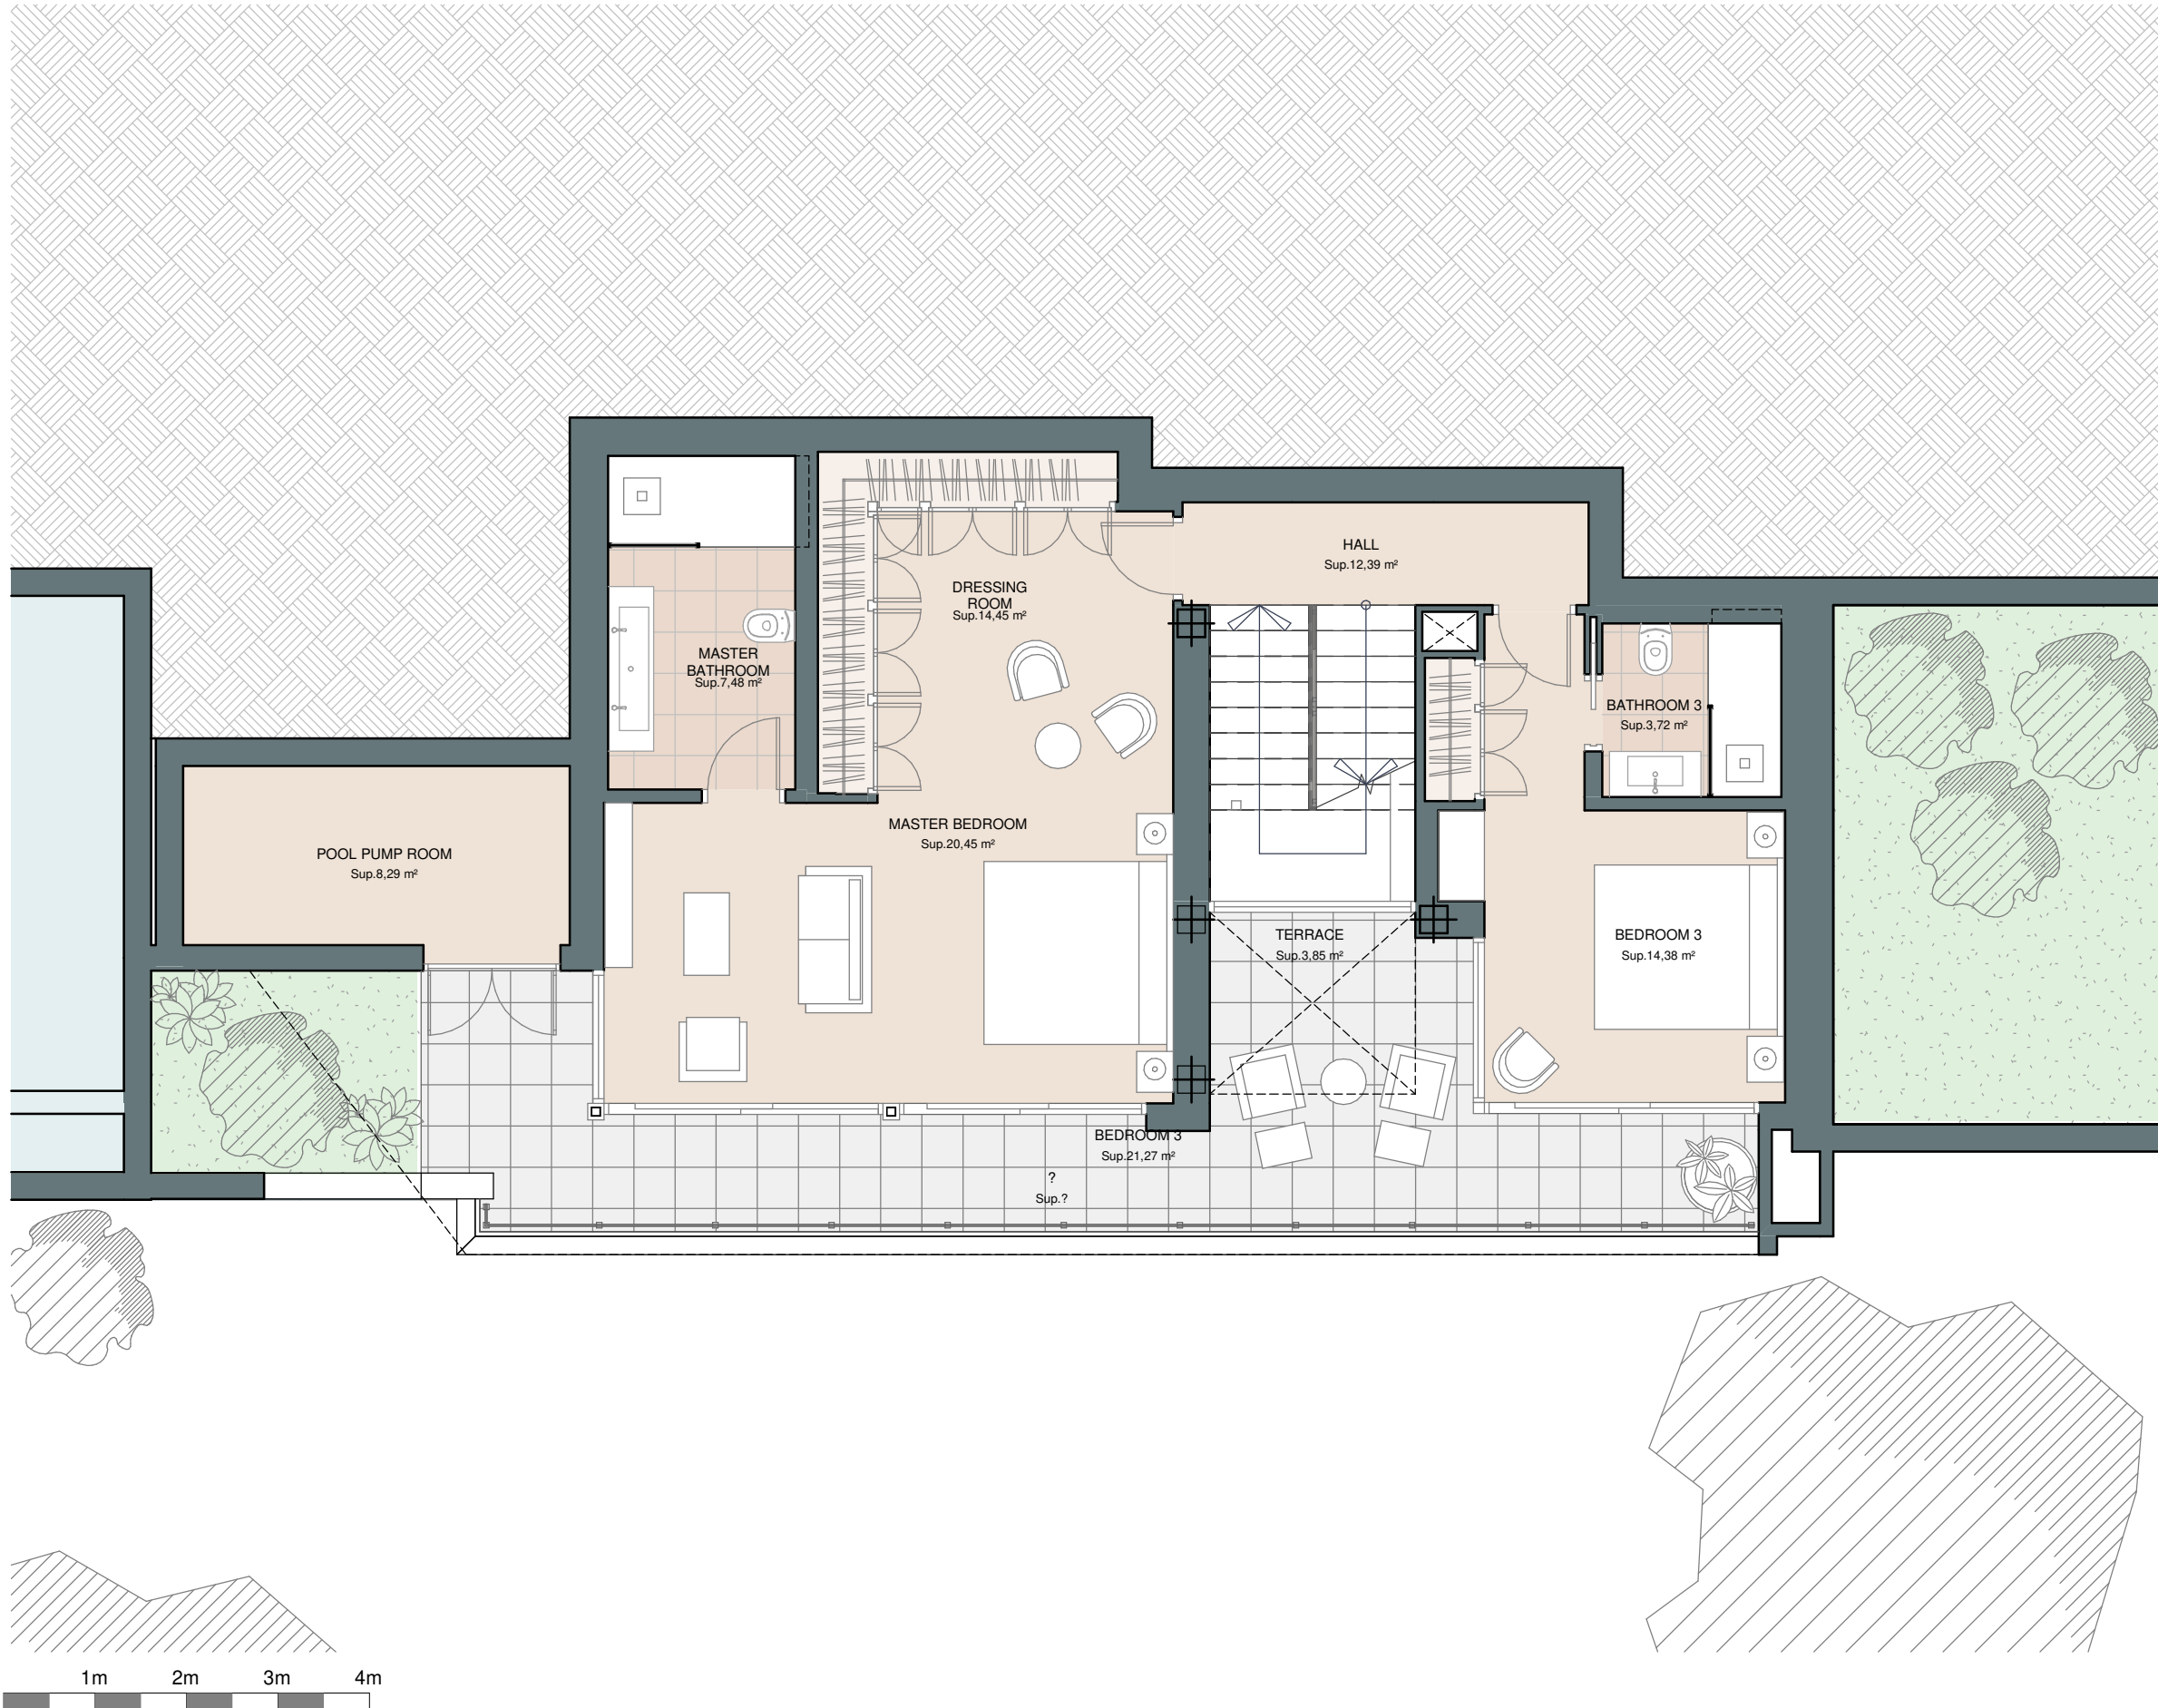 HALL
Sup.12,39 m²
DRESSING
ROOM
Sup.14,45 m²
MASTER
BATHROOM
Sup.7,48 m²
BATHROOM 3
Sup.3,72 m²
MASTER BEDROOM
Sup.20,45 m²
POOL PUMP ROOM
Sup.8,29 m²
TERRACE
Sup.3,85 m²
BEDROOM 3
Sup.14,38 m²
BEDROOM 3
Sup.21,27 m²
?
Sup.?
1m 2m 3m 4m